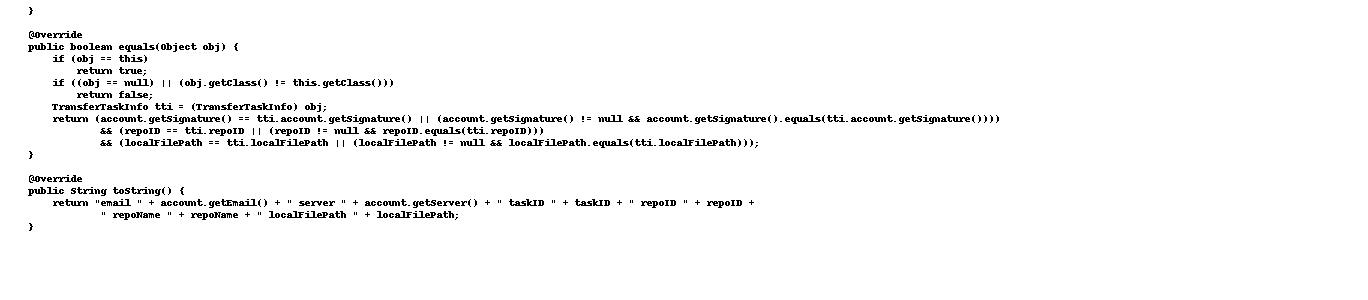 }
@Override
public boolean equals(Object obj) {
if (obj == this)
return true;
if ((obj == null) || (obj.getClass() != this.getClass()))
return false;
TransferTaskInfo tti = (TransferTaskInfo) obj;
return (account.getSignature() == tti.account.getSignature() || (account.getSignature() != null && account.getSignature().equals(tti.account.getSignature())))
&& (repoID == tti.repoID || (repoID != null && repoID.equals(tti.repoID)))
&& (localFilePath == tti.localFilePath || (localFilePath != null && localFilePath.equals(tti.localFilePath)));
}
@Override
public String toString() {
return "email " + account.getEmail() + " server " + account.getServer() + " taskID " + taskID + " repoID " + repoID +
" repoName " + repoName + " localFilePath " + localFilePath;
}